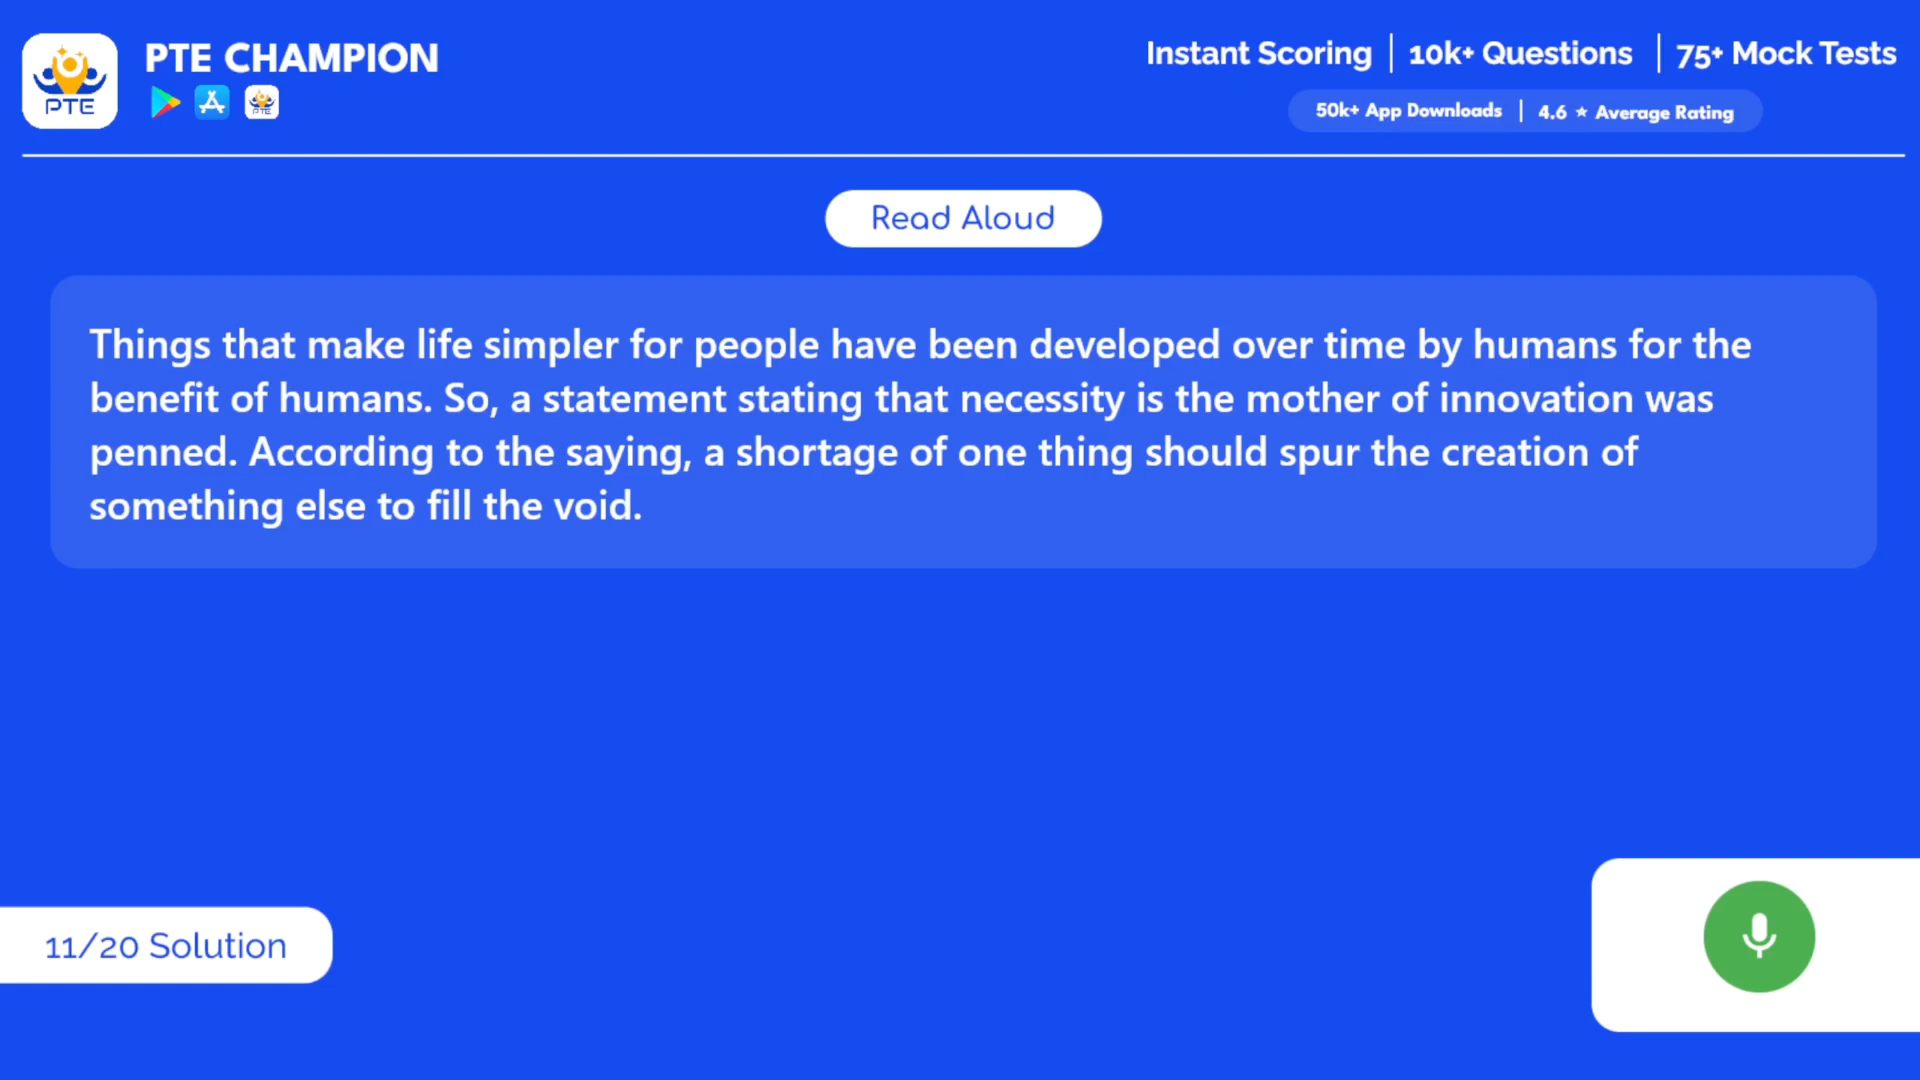 PTE CHAMPION
Instant Scoring | 10k+ Questions | 75+ Mock Tests
PTE
PTE
50k+ App Downloads | 4.6 ★ Average Rating
Read Aloud
Things that make life simpler for people have been developed over time by humans for the
benefit of humans. So, a statement stating that necessity is the mother of innovation was
penned. According to the saying, a shortage of one thing should spur the creation of
something else to fill the void.
11/20 Solution